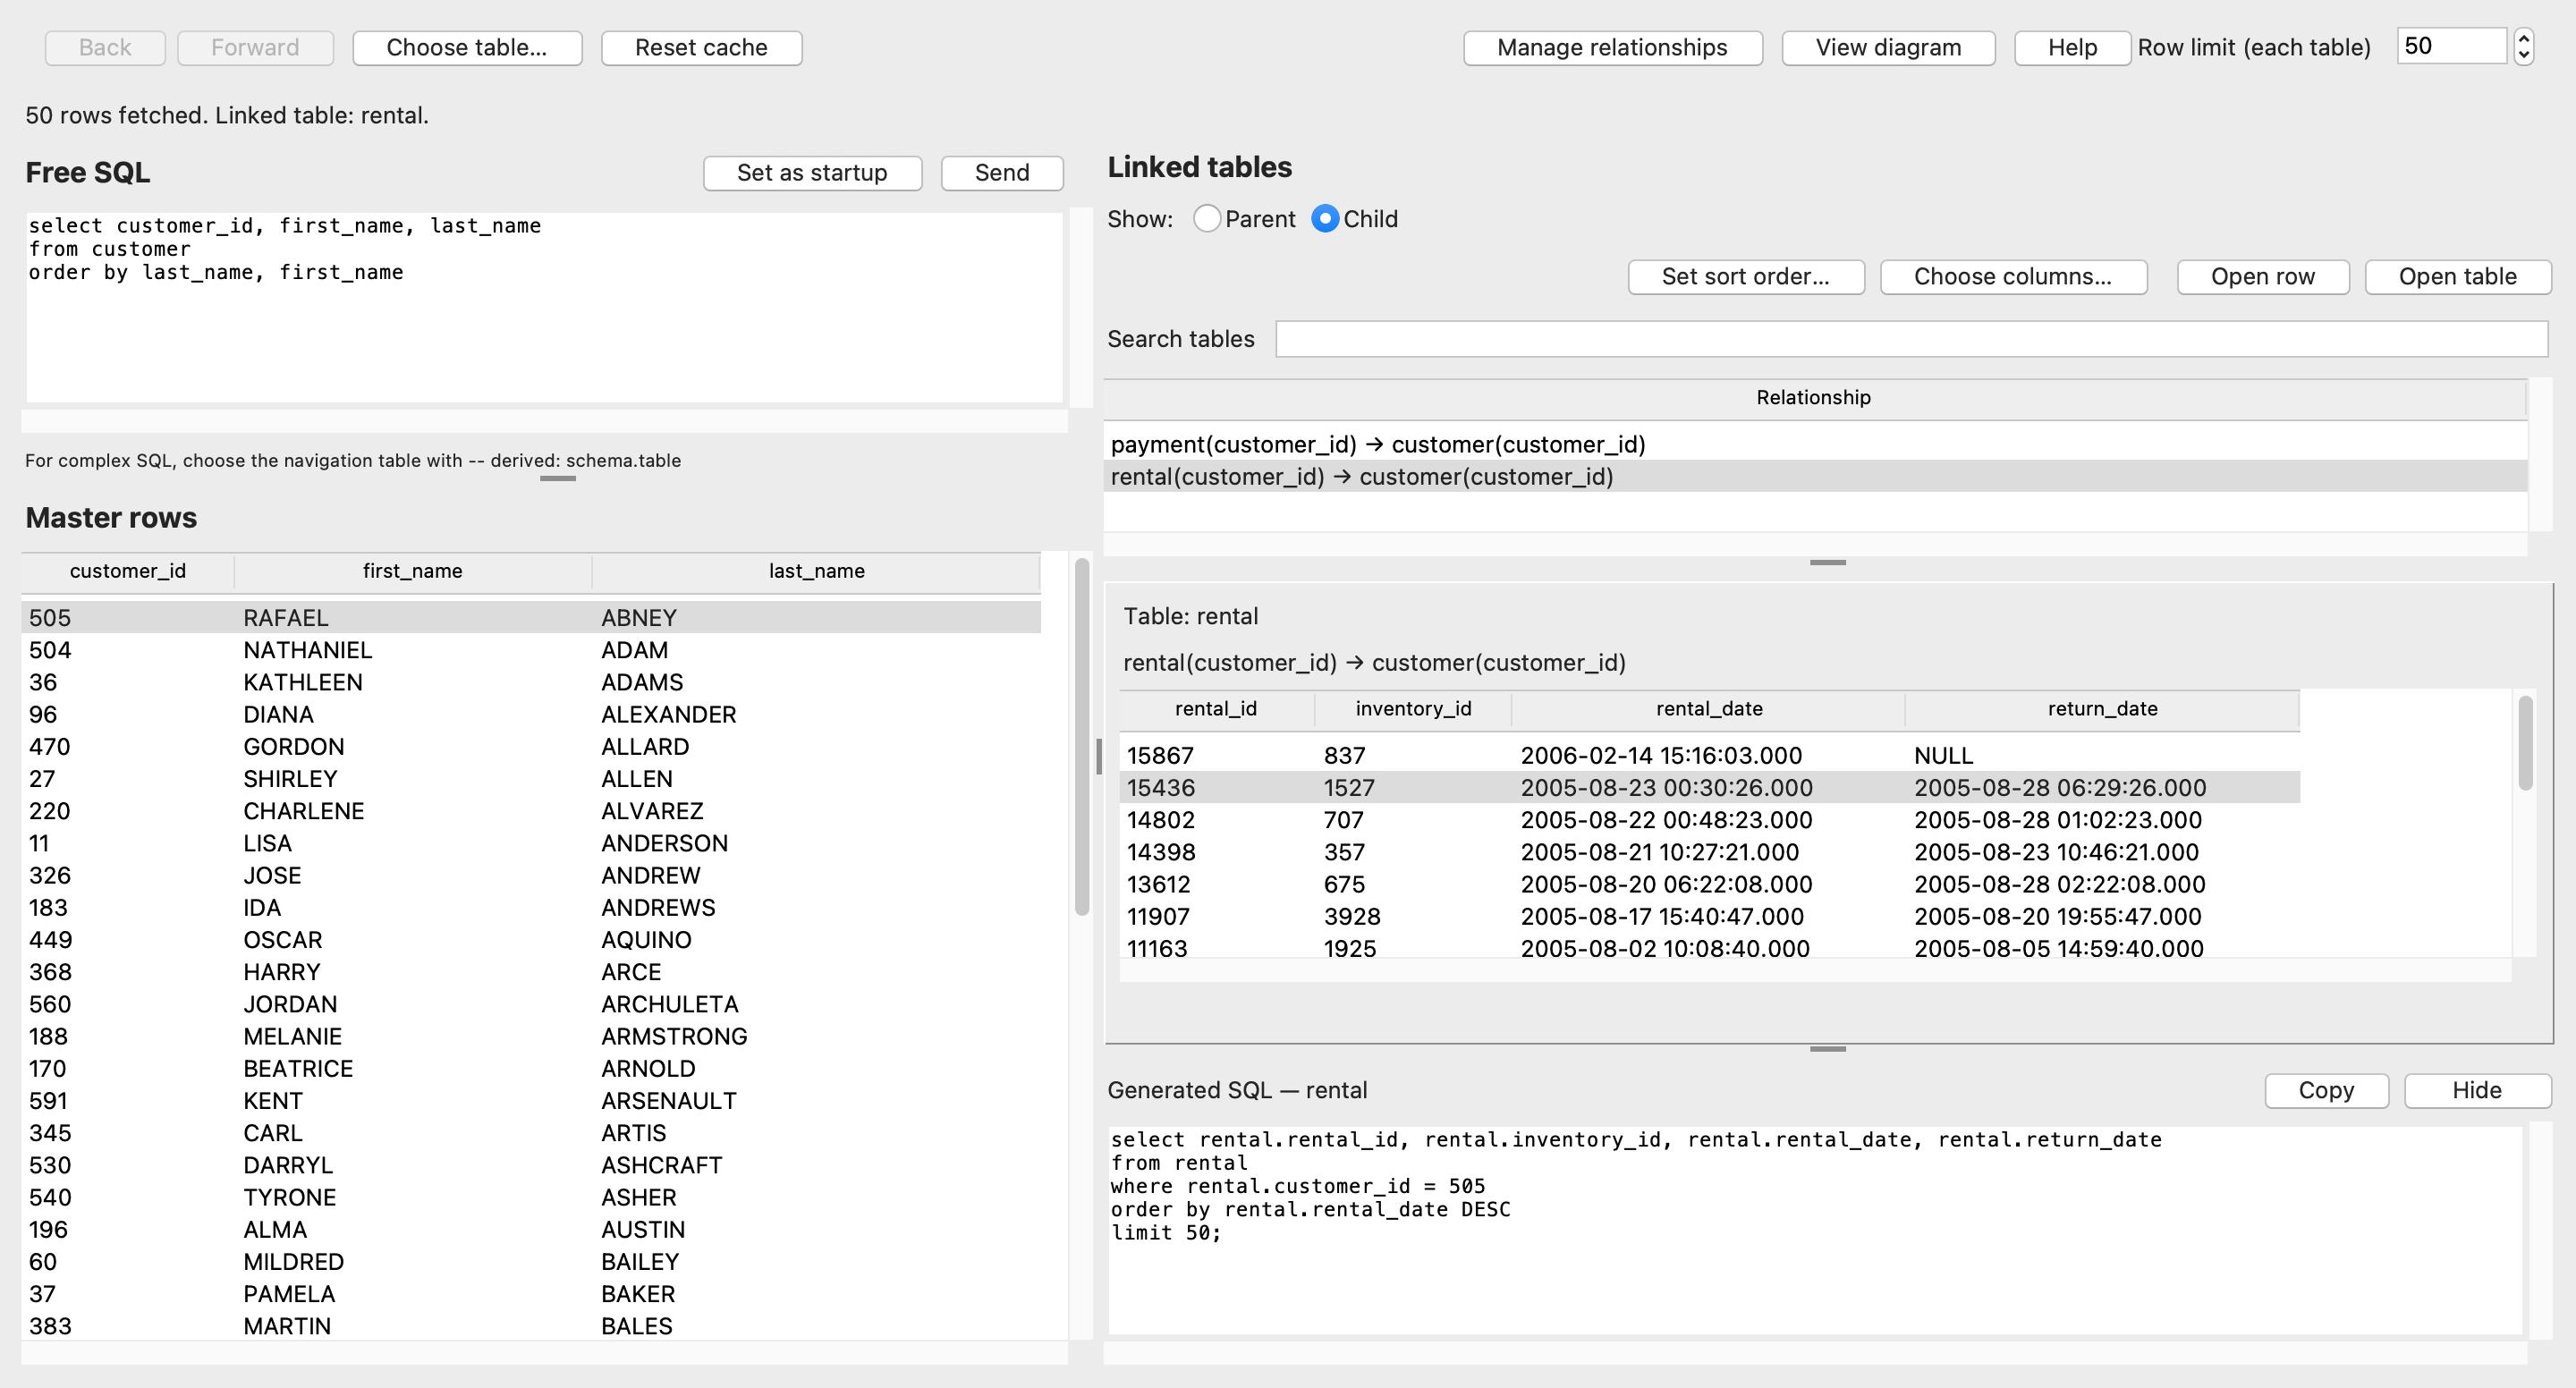 Back Forward Choose table... Reset cache Manage relationships View diagram Help Row limit (each table) 50
50 rows fetched. Linked table: rental.
Free SQL Set as startup Send
select customer_id, first_name, last_name
from customer
order by last_name, first_name
For complex SQL, choose the navigation table with -- derived: schema.table
Master rows
customer_id first_name last_name
505 RAFAEL ABNEY
504 NATHANIEL ADAM
36 KATHLEEN ADAMS
96 DIANA ALEXANDER
470 GORDON ALLARD
27 SHIRLEY ALLEN
220 CHARLENE ALVAREZ
11 LISA ANDERSON
326 JOSE ANDREW
183 IDA ANDREWS
449 OSCAR AQUINO
368 HARRY ARCE
560 JORDAN ARCHULETA
188 MELANIE ARMSTRONG
170 BEATRICE ARNOLD
591 KENT ARSENAULT
345 CARL ARTIS
530 DARRYL ASHCRAFT
540 TYRONE ASHER
196 ALMA AUSTIN
60 MILDRED BAILEY
37 PAMELA BAKER
383 MARTIN BALES
Linked tables
Show: Parent Child
Set sort order... Choose columns... Open row Open table
Search tables
Relationship
payment(customer_id) → customer(customer_id)
rental(customer_id) → customer(customer_id)
Table: rental
rental(customer_id) → customer(customer_id)
rental_id inventory_id rental_date return_date
15867 837 2006-02-14 15:16:03.000 NULL
15436 1527 2005-08-23 00:30:26.000 2005-08-28 06:29:26.000
14802 707 2005-08-22 00:48:23.000 2005-08-28 01:02:23.000
14398 357 2005-08-21 10:27:21.000 2005-08-23 10:46:21.000
13612 675 2005-08-20 06:22:08.000 2005-08-28 02:22:08.000
11907 3928 2005-08-17 15:40:47.000 2005-08-20 19:55:47.000
11163 1925 2005-08-02 10:08:40.000 2005-08-05 14:59:40.000
Generated SQL — rental Copy Hide
select rental.rental_id, rental.inventory_id, rental.rental_date, rental.return_date
from rental
where rental.customer_id = 505
order by rental.rental_date DESC
limit 50;